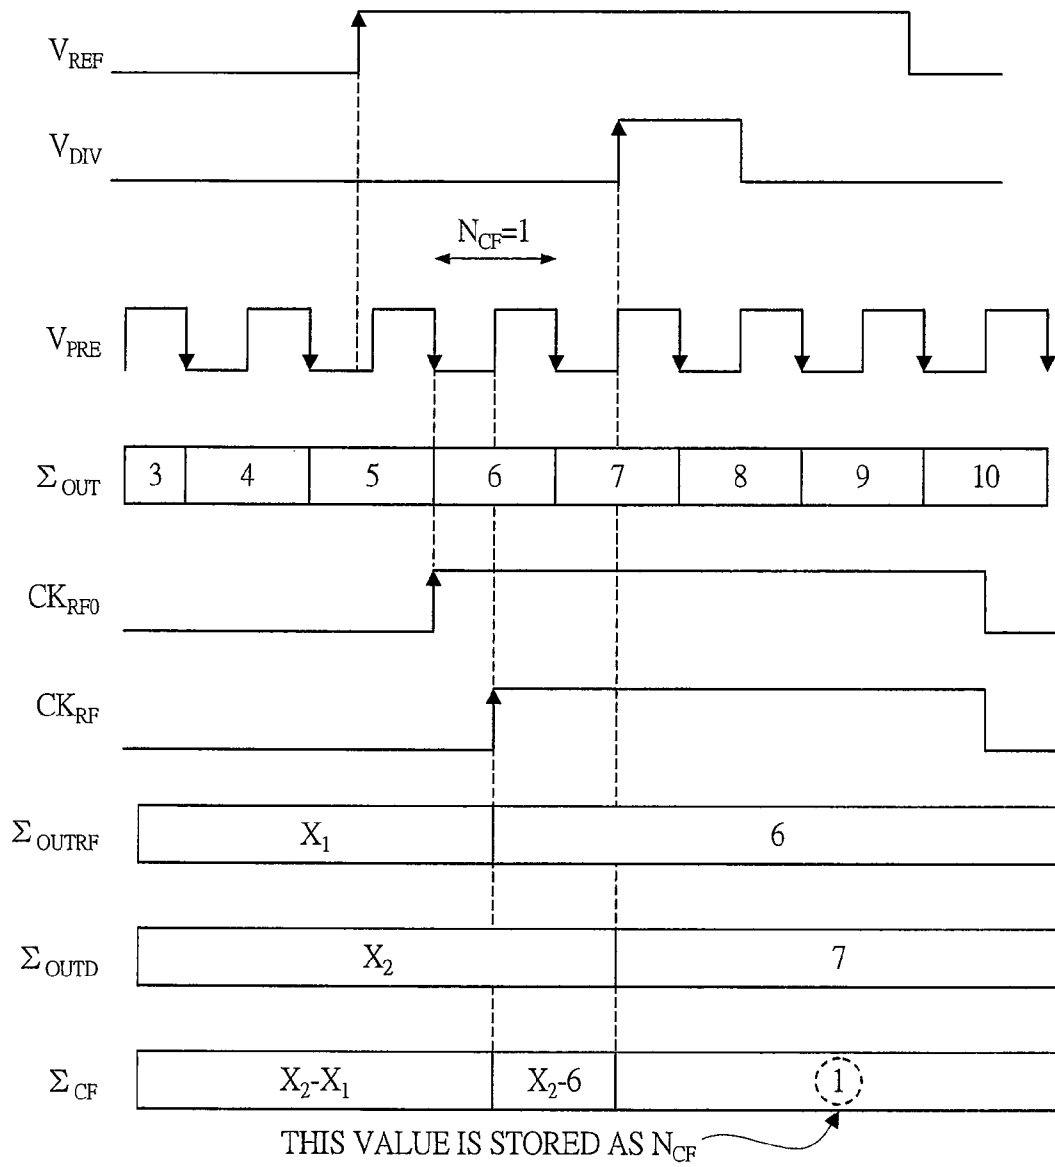 V_REF
V_DIV
N_CF=1
V_PRE
Σ_OUT 3 4 5 6 7 8 9 10
CK_RF0
CK_RF
Σ_OUTRF X_1 6
Σ_OUTD X_2 7
Σ_CF X_2-X_1 X_2-6 1
THIS VALUE IS STORED AS N_CF